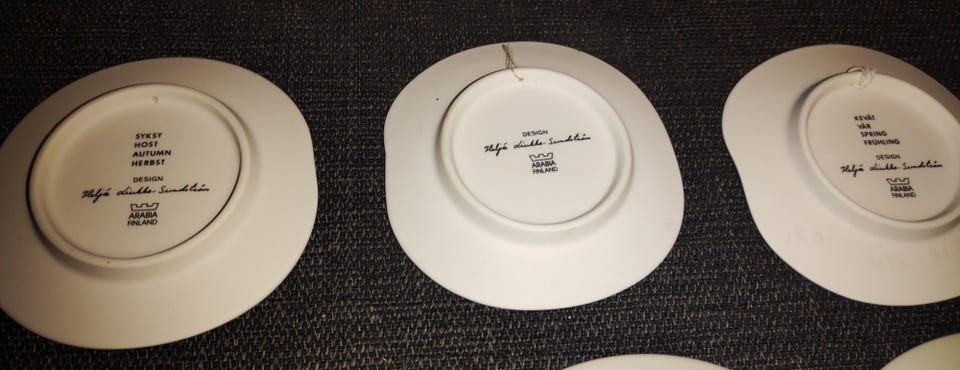 SYKSY
HÖST
AUTUMN
HERBST
DESIGN
Heljä Liukko-Sundström
ARABIA
FINLAND
DESIGN
Heljä Liukko-Sundström
ARABIA
FINLAND
KEVÄT
VÅR
SPRING
FRÜHLING
DESIGN
Heljä Liukko-Sundström
ARABIA
FINLAND